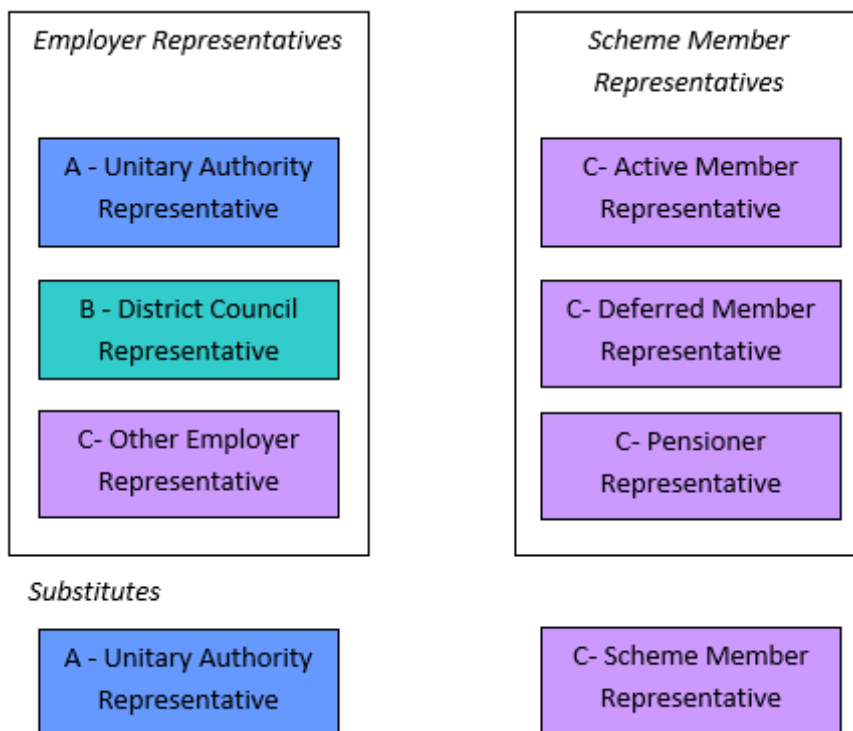 Employer Representatives
A - Unitary Authority
Representative
B - District Council
Representative
C- Other Employer
Representative
Scheme Member
Representatives
C- Active Member
Representative
C- Deferred Member
Representative
C- Pensioner
Representative
Substitutes
A - Unitary Authority
Representative
C- Scheme Member
Representative